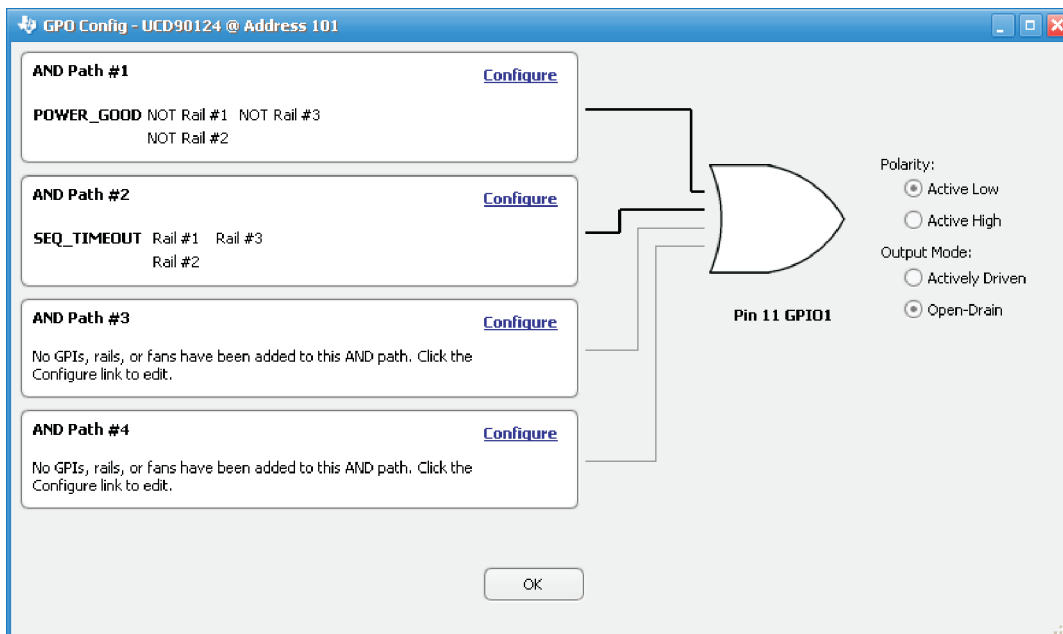 GPO Config - UCD90124 @ Address 101
AND Path #1
Configure
POWER_GOOD NOT Rail #1 NOT Rail #3
NOT Rail #2
AND Path #2
Configure
SEQ_TIMEOUT Rail #1 Rail #3
Rail #2
AND Path #3
Configure
No GPIs, rails, or fans have been added to this AND path. Click the
Configure link to edit.
AND Path #4
Configure
No GPIs, rails, or fans have been added to this AND path. Click the
Configure link to edit.
Pin 11 GPIO1
Polarity:
Active Low
Active High
Output Mode:
Actively Driven
Open-Drain
OK